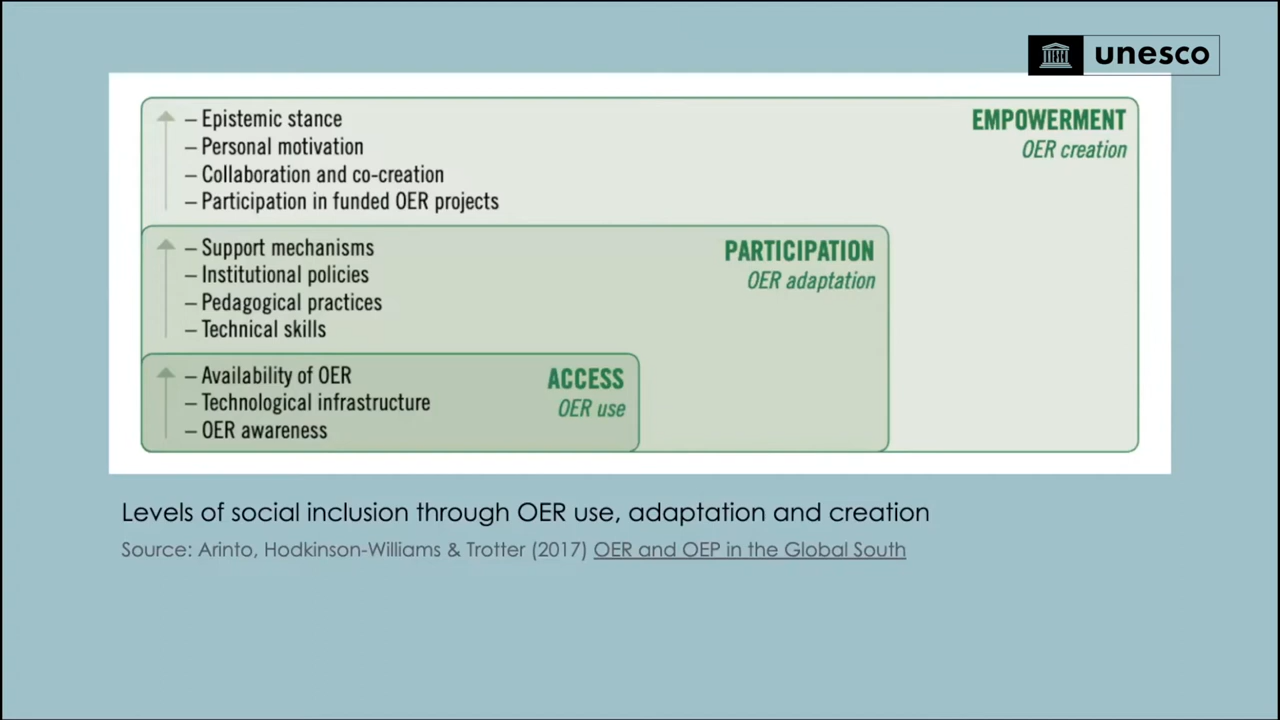 unesco
– Epistemic stance
EMPOWERMENT
– Personal motivation
OER creation
– Collaboration and co-creation
– Participation in funded OER projects
– Support mechanisms
PARTICIPATION
– Institutional policies
OER adaptation
– Pedagogical practices
– Technical skills
– Availability of OER
ACCESS
– Technological infrastructure
OER use
– OER awareness
Levels of social inclusion through OER use, adaptation and creation
Source: Arinto, Hodkinson-Williams & Trotter (2017) OER and OEP in the Global South